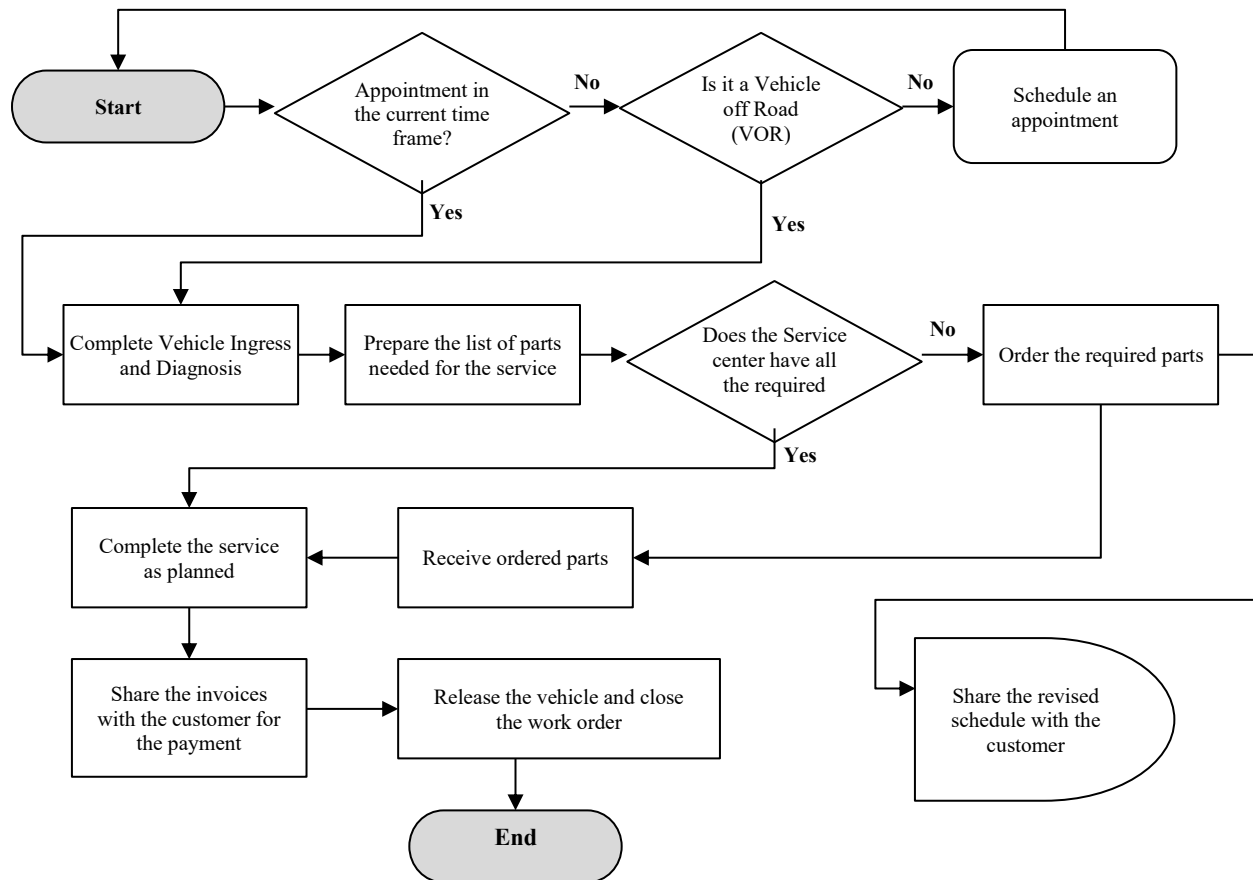 Start
Appointment in
the current time
frame?
No
Is it a Vehicle
off Road
(VOR)
No
Schedule an
appointment
Yes
Yes
Complete Vehicle Ingress
and Diagnosis
Prepare the list of parts
needed for the service
Does the Service
center have all
the required
No
Order the required parts
Yes
Complete the service
as planned
Receive ordered parts
Share the invoices
with the customer for
the payment
Release the vehicle and close
the work order
Share the revised
schedule with the
customer
End